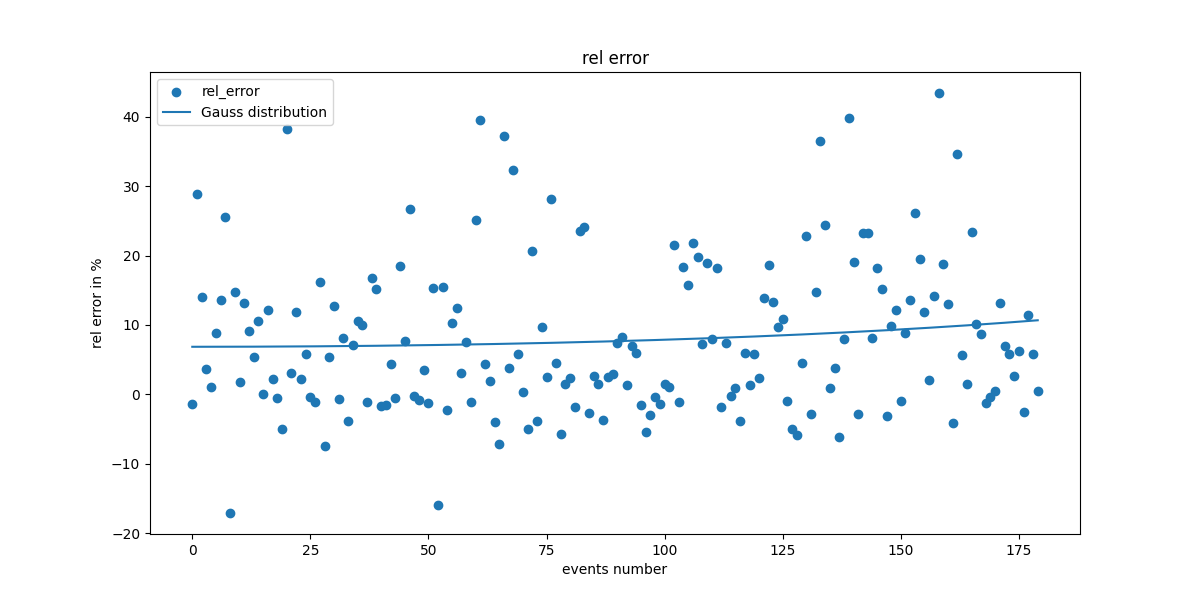 rel error
rel_error
Gauss distribution
rel error in %
40
30
20
10
0
−10
−20
0 25 50 75 100 125 150 175
events number